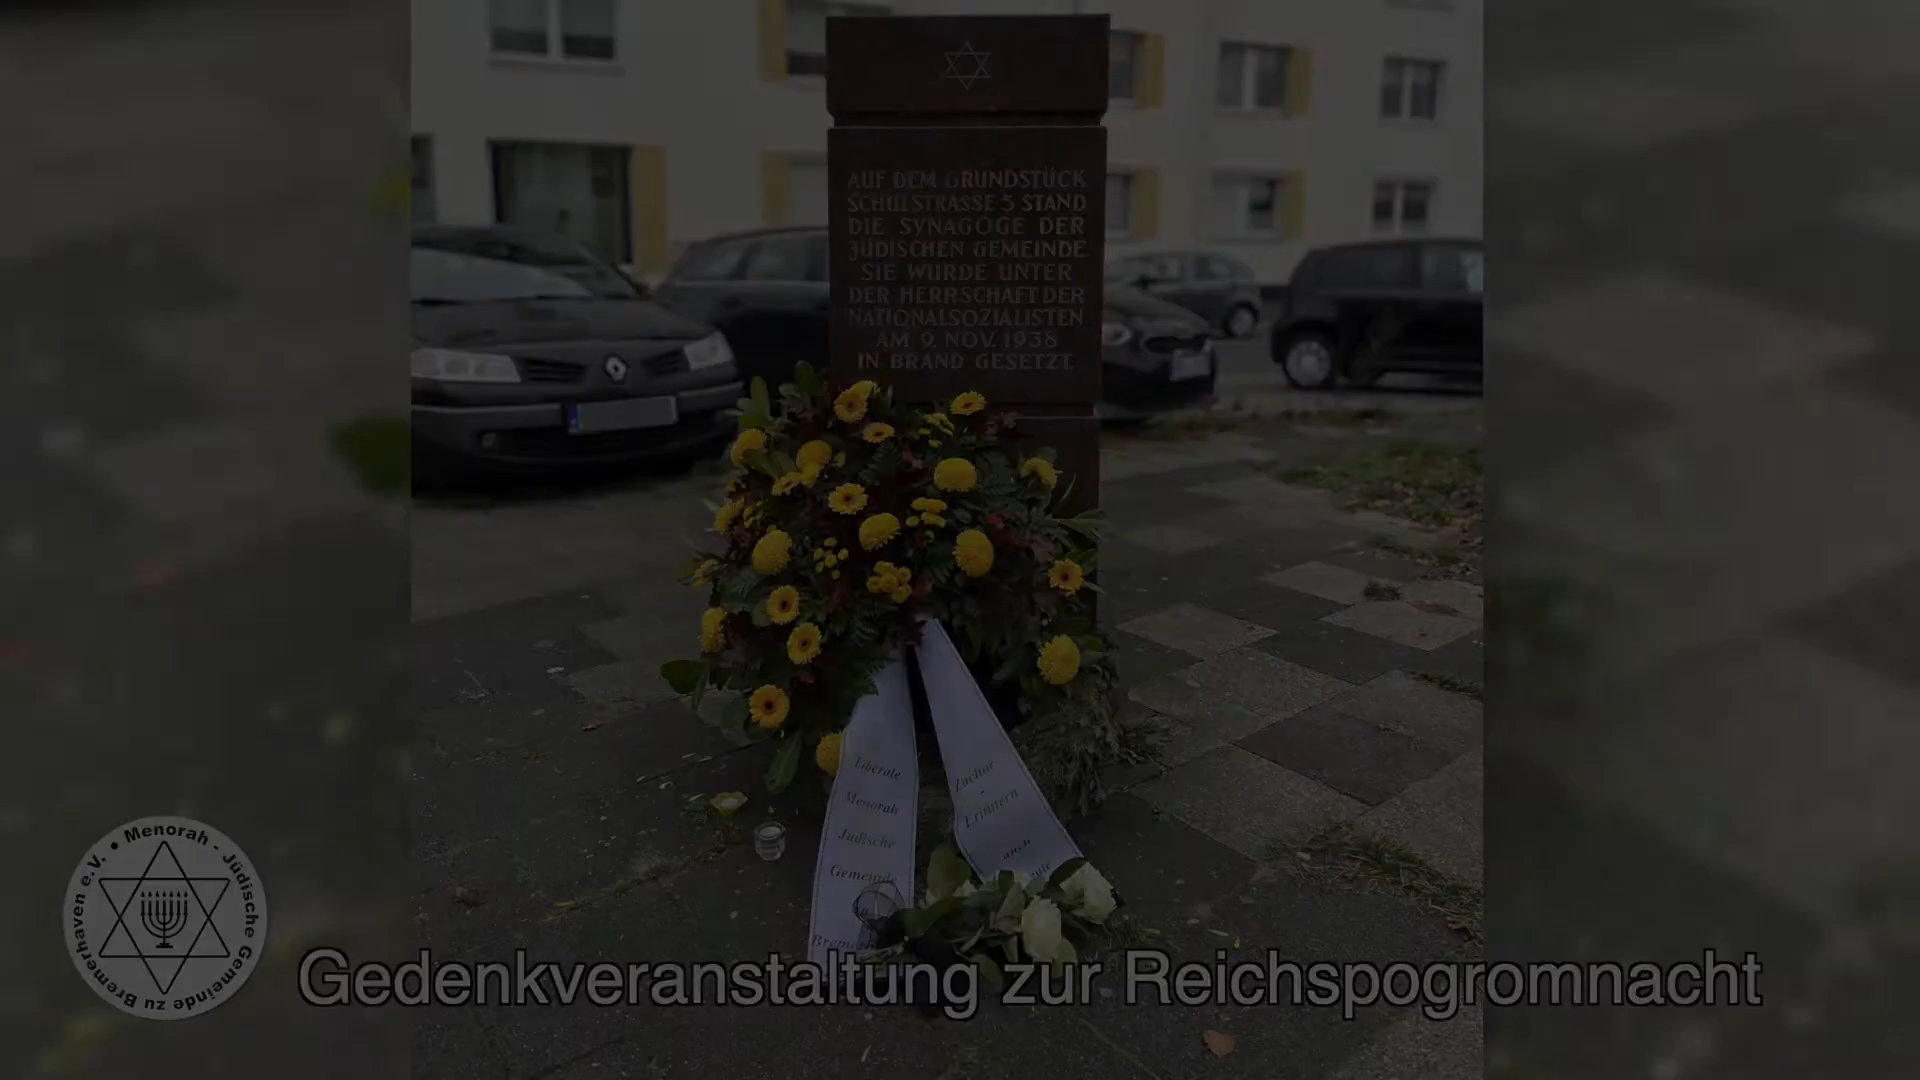 AUF DEM GRUNDSTÜCK
SCHULSTRASSE 5 STAND
DIE SYNAGOGE DER
JÜDISCHEN GEMEINDE.
SIE WURDE UNTER
DER HERRSCHAFT DER
NATIONALSOZIALISTEN
AM 9. NOV. 1938
IN BRAND GESETZT.
Liberale
Menorah
Jüdische
Gemeinde
Zachor
-
Erinnern
auch
Menorah - Jüdische Gemeinde zu Bremerhaven e.V. •
Gedenkveranstaltung zur Reichspogromnacht